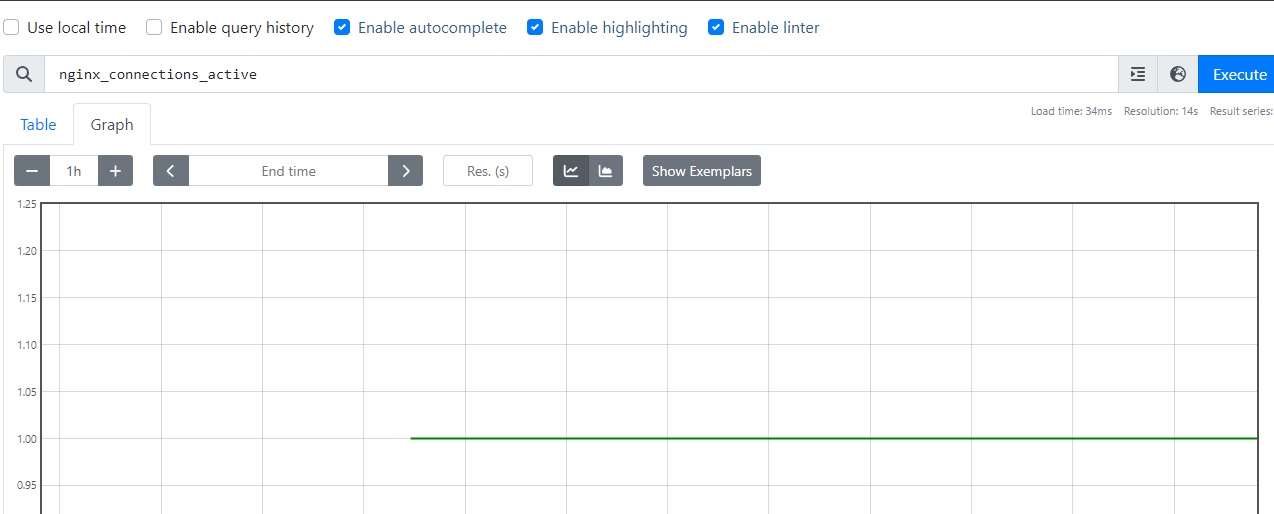 Use local time Enable query history Enable autocomplete Enable highlighting Enable linter
nginx_connections_active Execute
Load time: 34ms Resolution: 14s Result series:
Table Graph
1h End time Res. (s) Show Exemplars
1.25
1.20
1.15
1.10
1.05
1.00
0.95